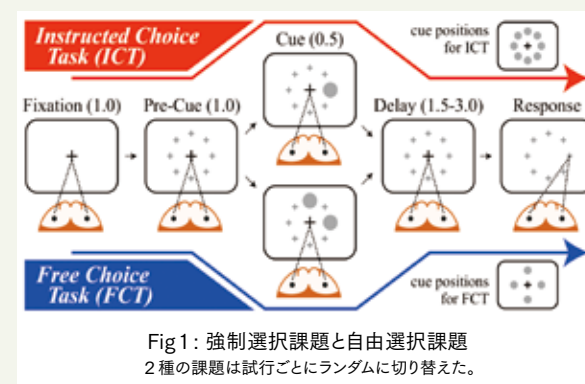 Instructed Choice
Task (ICT)
Cue (0.5)
cue positions
for ICT
Fixation (1.0)
Pre-Cue (1.0)
Delay (1.5-3.0)
Response
Free Choice
Task (FCT)
cue positions
for FCT
Fig1: 強制選択課題と自由選択課題
2種の課題は試行ごとにランダムに切り替えた。